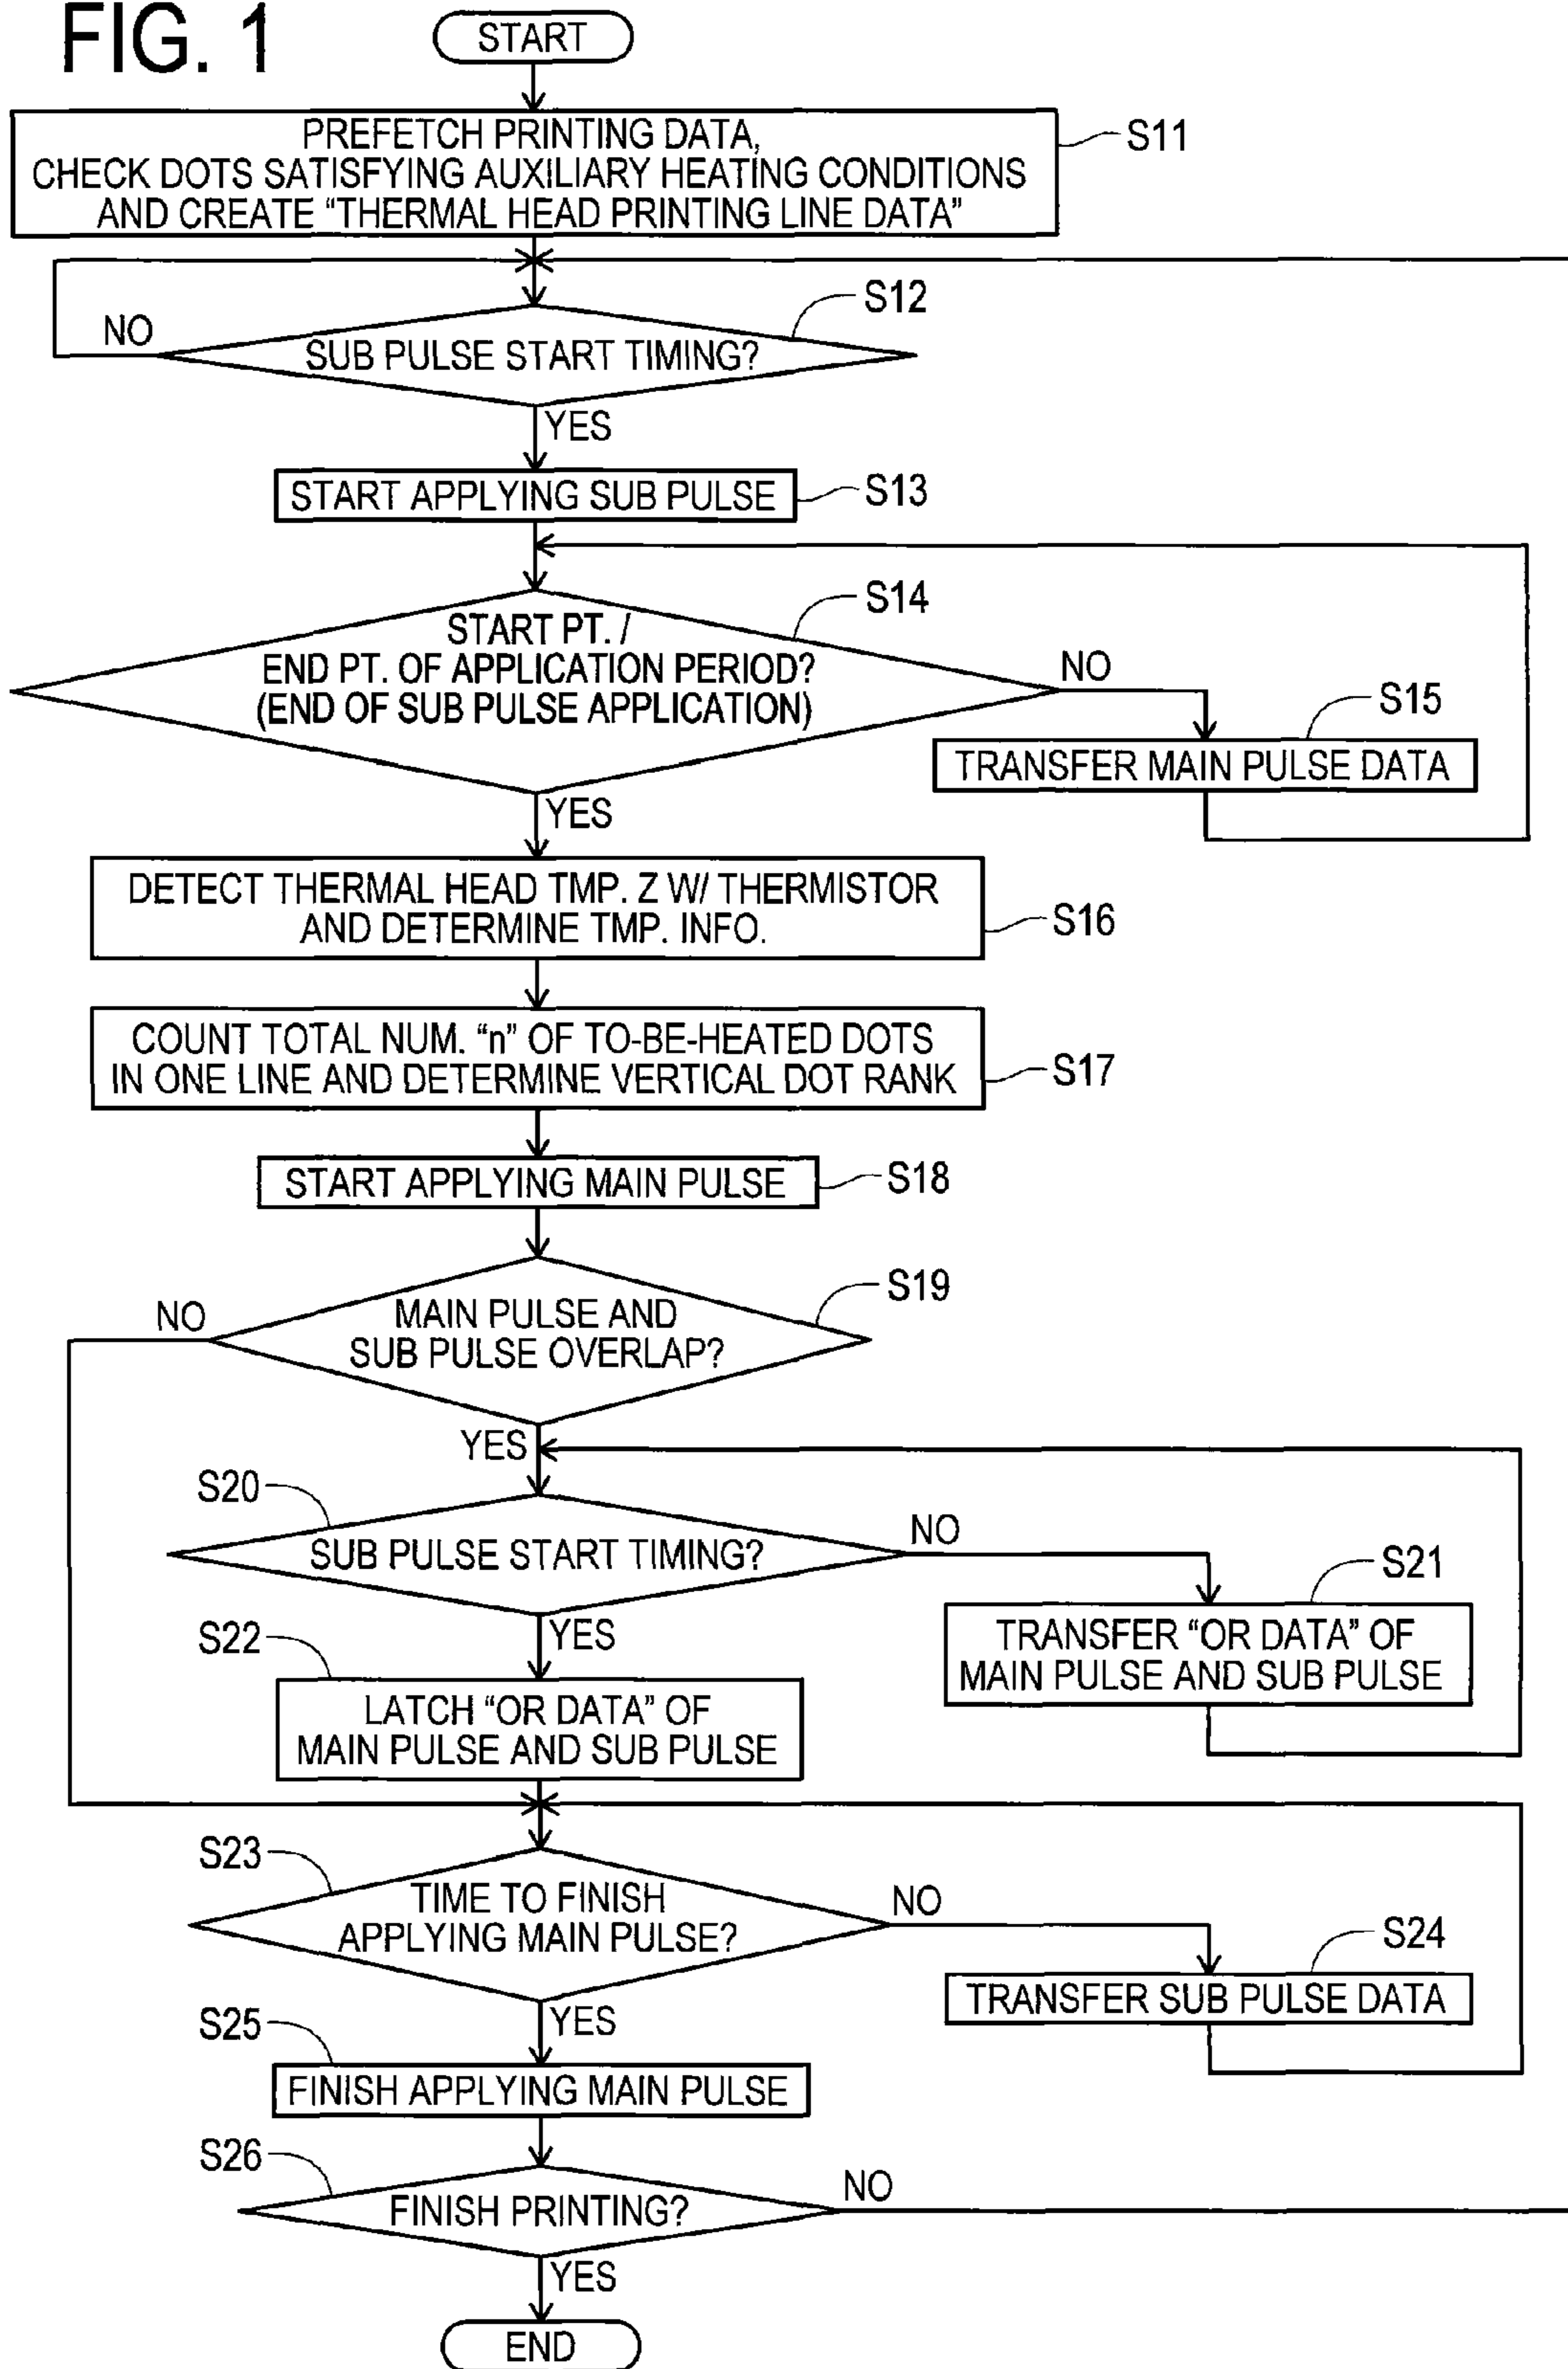 FIG. 1
START
PREFETCH PRINTING DATA,
CHECK DOTS SATISFYING AUXILIARY HEATING CONDITIONS
AND CREATE “THERMAL HEAD PRINTING LINE DATA”
S11
S12
NO
SUB PULSE START TIMING?
YES
START APPLYING SUB PULSE
S13
S14
START PT. /
END PT. OF APPLICATION PERIOD?
(END OF SUB PULSE APPLICATION)
NO
S15
TRANSFER MAIN PULSE DATA
YES
DETECT THERMAL HEAD TMP. Z W/ THERMISTOR
AND DETERMINE TMP. INFO.
S16
COUNT TOTAL NUM. “n” OF TO-BE-HEATED DOTS
IN ONE LINE AND DETERMINE VERTICAL DOT RANK
S17
START APPLYING MAIN PULSE
S18
S19
NO
MAIN PULSE AND
SUB PULSE OVERLAP?
YES
S20
SUB PULSE START TIMING?
NO
S21
TRANSFER “OR DATA” OF
MAIN PULSE AND SUB PULSE
YES
S22
LATCH “OR DATA” OF
MAIN PULSE AND SUB PULSE
S23
TIME TO FINISH
APPLYING MAIN PULSE?
NO
S24
TRANSFER SUB PULSE DATA
YES
S25
FINISH APPLYING MAIN PULSE
S26
FINISH PRINTING?
NO
YES
END